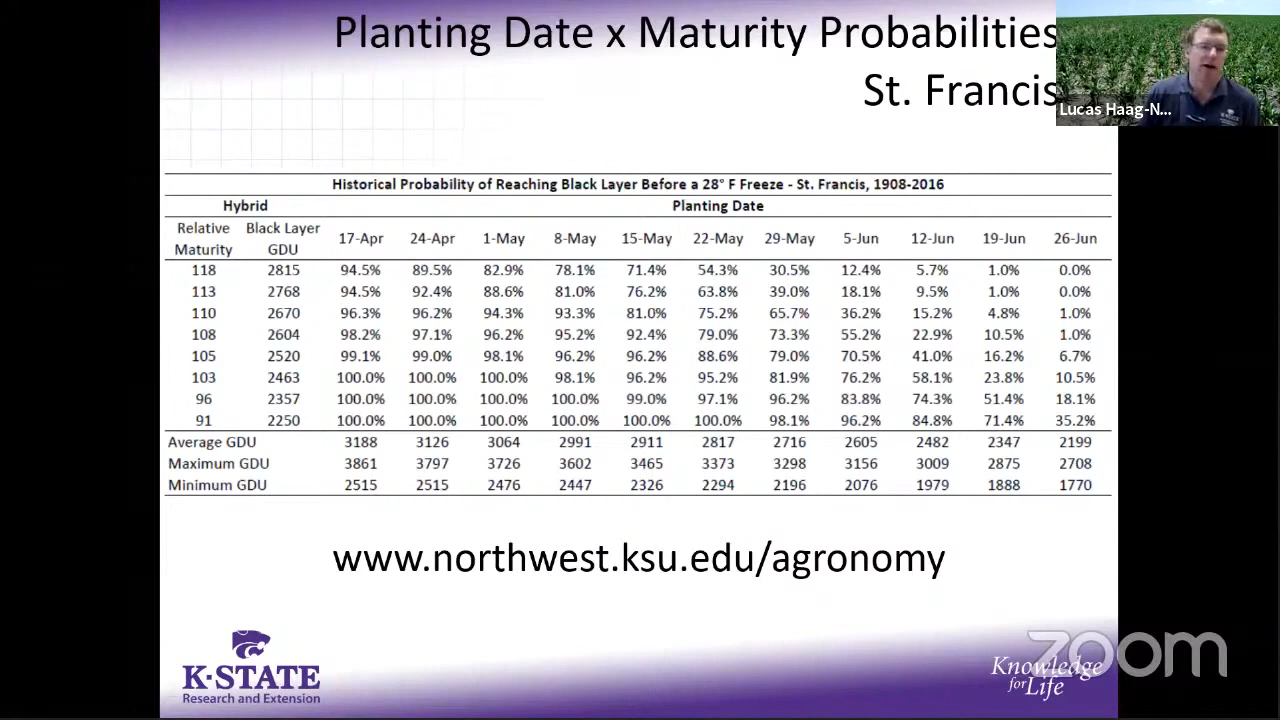 Planting Date x Maturity Probabilities
St. Francis
Lucas Haag-N...
Historical Probability of Reaching Black Layer Before a 28° F Freeze - St. Francis, 1908-2016
Hybrid Planting Date
Relative Maturity Black Layer GDU 17-Apr 24-Apr 1-May 8-May 15-May 22-May 29-May 5-Jun 12-Jun 19-Jun 26-Jun
118 2815 94.5% 89.5% 82.9% 78.1% 71.4% 54.3% 30.5% 12.4% 5.7% 1.0% 0.0%
113 2768 94.5% 92.4% 88.6% 81.0% 76.2% 63.8% 39.0% 18.1% 9.5% 1.0% 0.0%
110 2670 96.3% 96.2% 94.3% 93.3% 81.0% 75.2% 65.7% 36.2% 15.2% 4.8% 1.0%
108 2604 98.2% 97.1% 96.2% 95.2% 92.4% 79.0% 73.3% 55.2% 22.9% 10.5% 1.0%
105 2520 99.1% 99.0% 98.1% 96.2% 96.2% 88.6% 79.0% 70.5% 41.0% 16.2% 6.7%
103 2463 100.0% 100.0% 100.0% 98.1% 96.2% 95.2% 81.9% 76.2% 58.1% 23.8% 10.5%
96 2357 100.0% 100.0% 100.0% 100.0% 99.0% 97.1% 96.2% 83.8% 74.3% 51.4% 18.1%
91 2250 100.0% 100.0% 100.0% 100.0% 100.0% 100.0% 98.1% 96.2% 84.8% 71.4% 35.2%
Average GDU 3188 3126 3064 2991 2911 2817 2716 2605 2482 2347 2199
Maximum GDU 3861 3797 3726 3602 3465 3373 3298 3156 3009 2875 2708
Minimum GDU 2515 2515 2476 2447 2326 2294 2196 2076 1979 1888 1770
www.northwest.ksu.edu/agronomy
K-STATE
Research and Extension
Knowledge
for Life
zoom